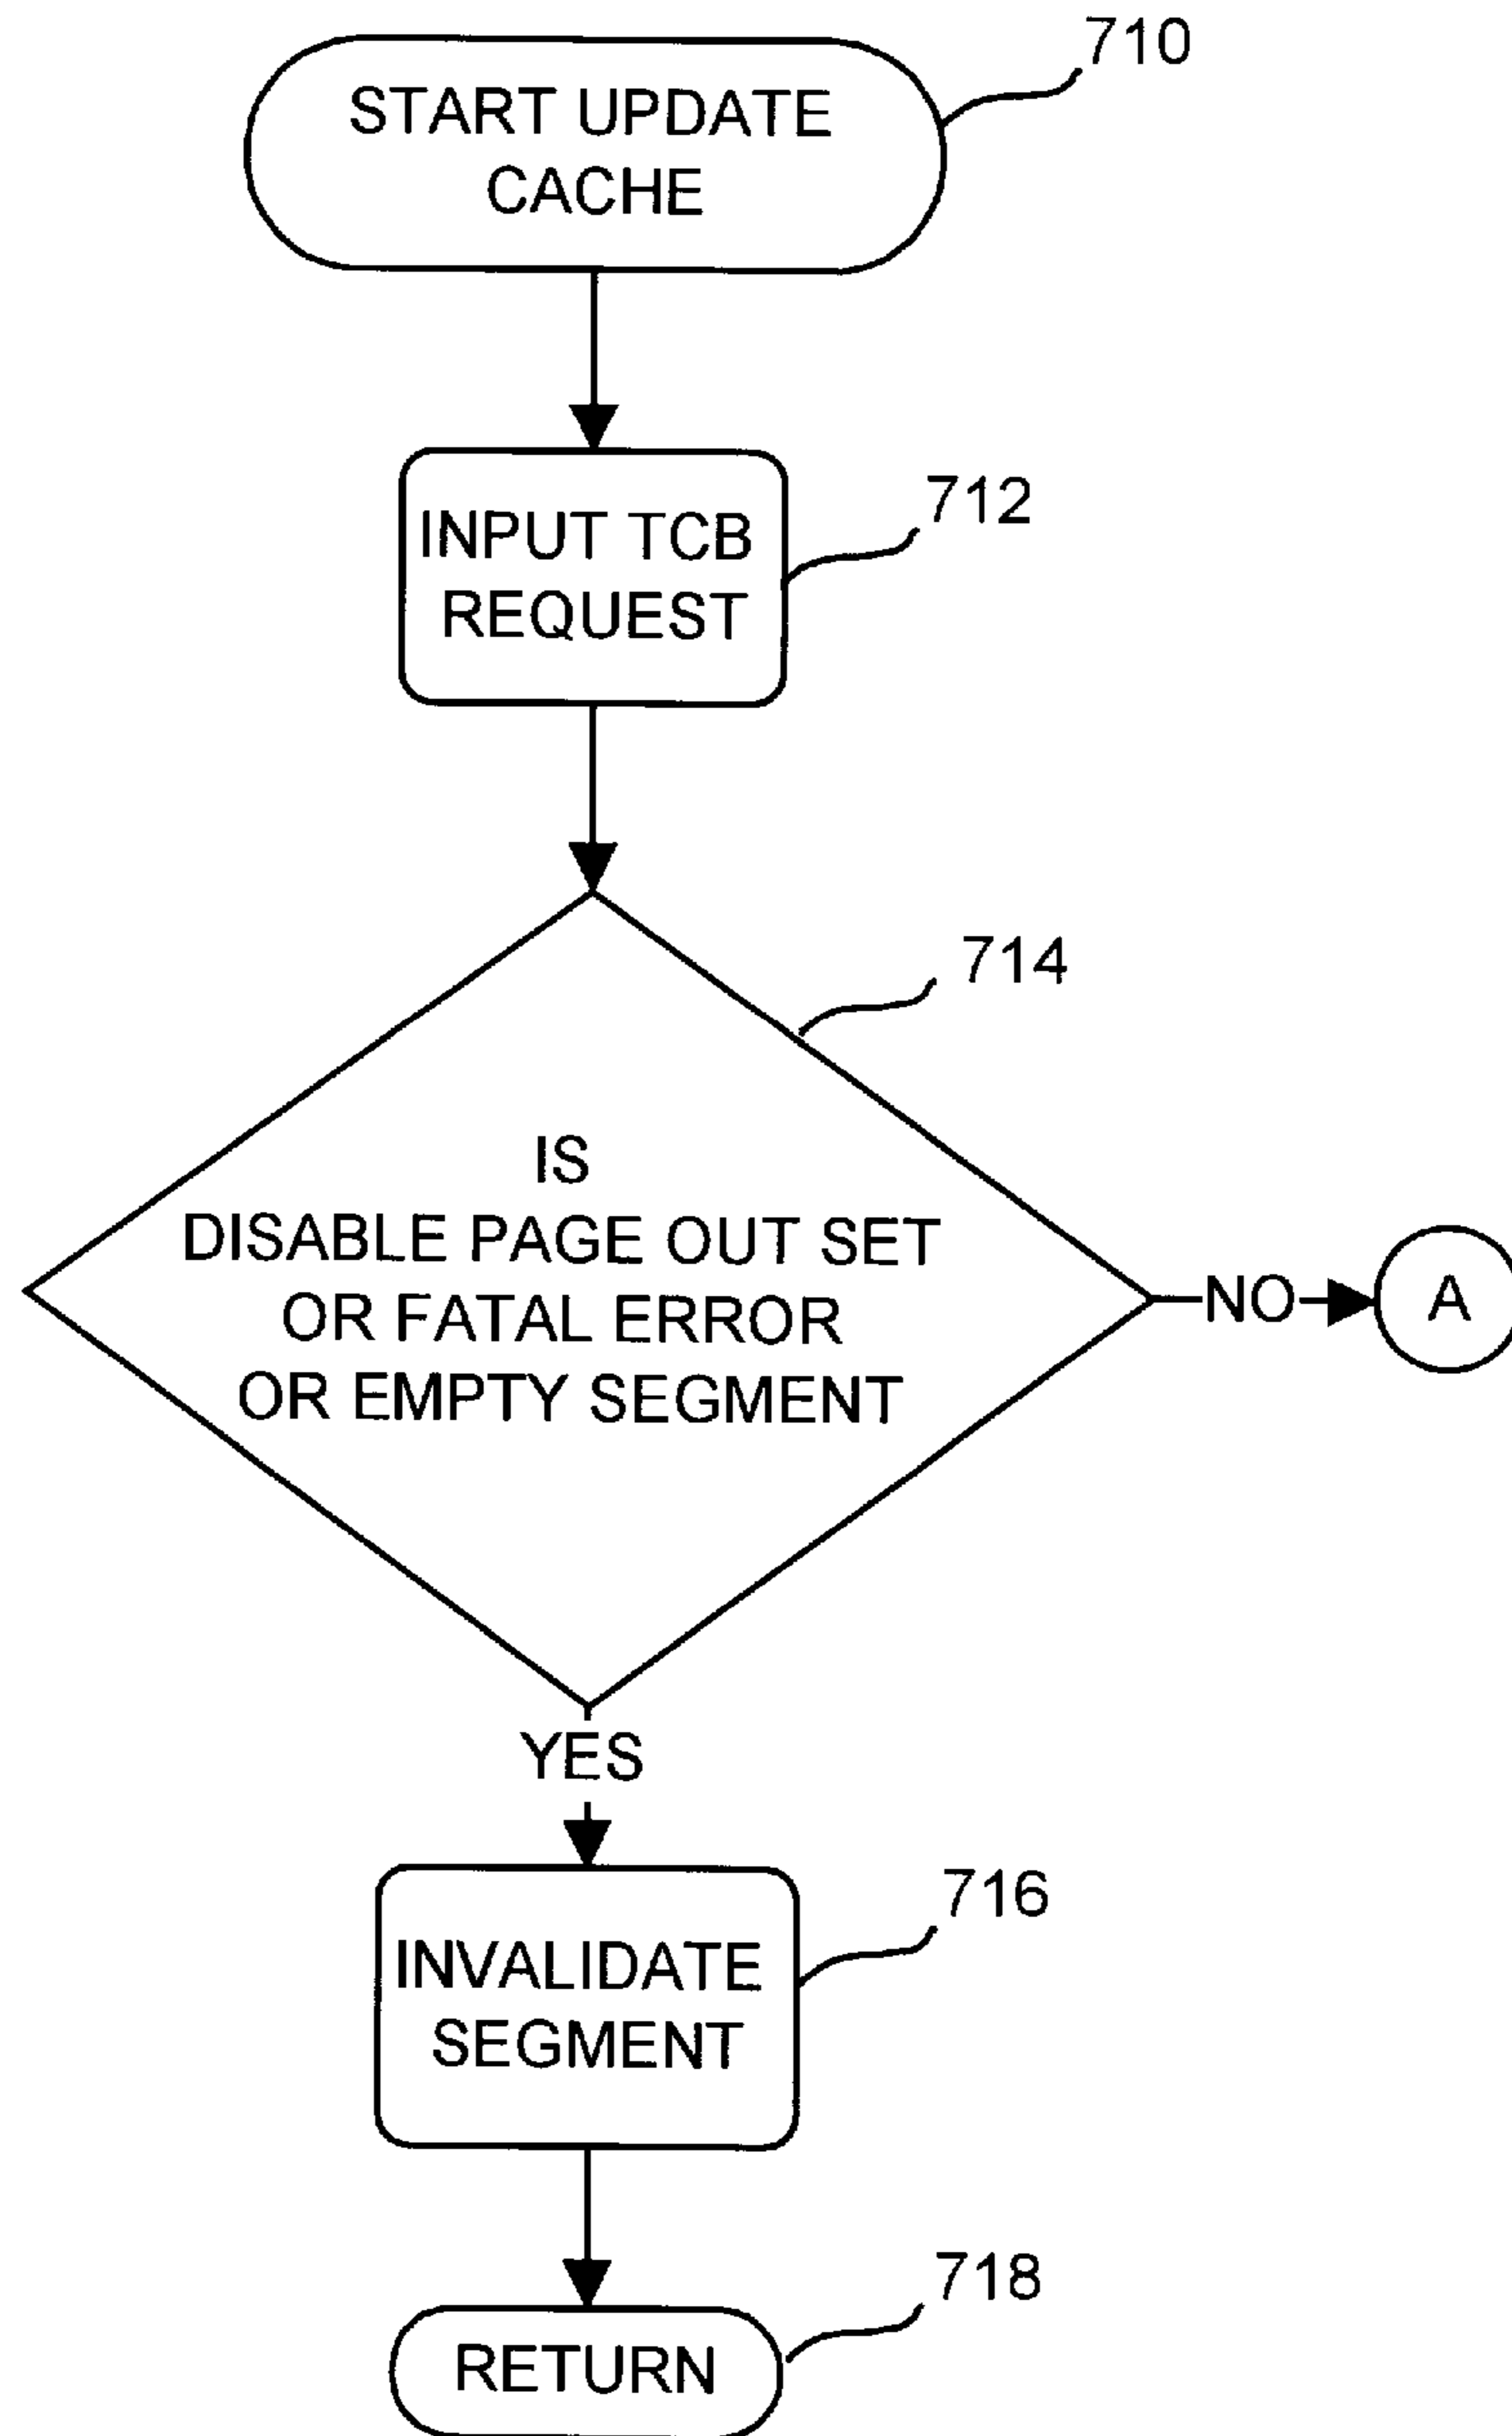 710
START UPDATE
CACHE
712
INPUT TCB
REQUEST
714
IS
DISABLE PAGE OUT SET
OR FATAL ERROR
OR EMPTY SEGMENT
NO
A
YES
716
INVALIDATE
SEGMENT
718
RETURN